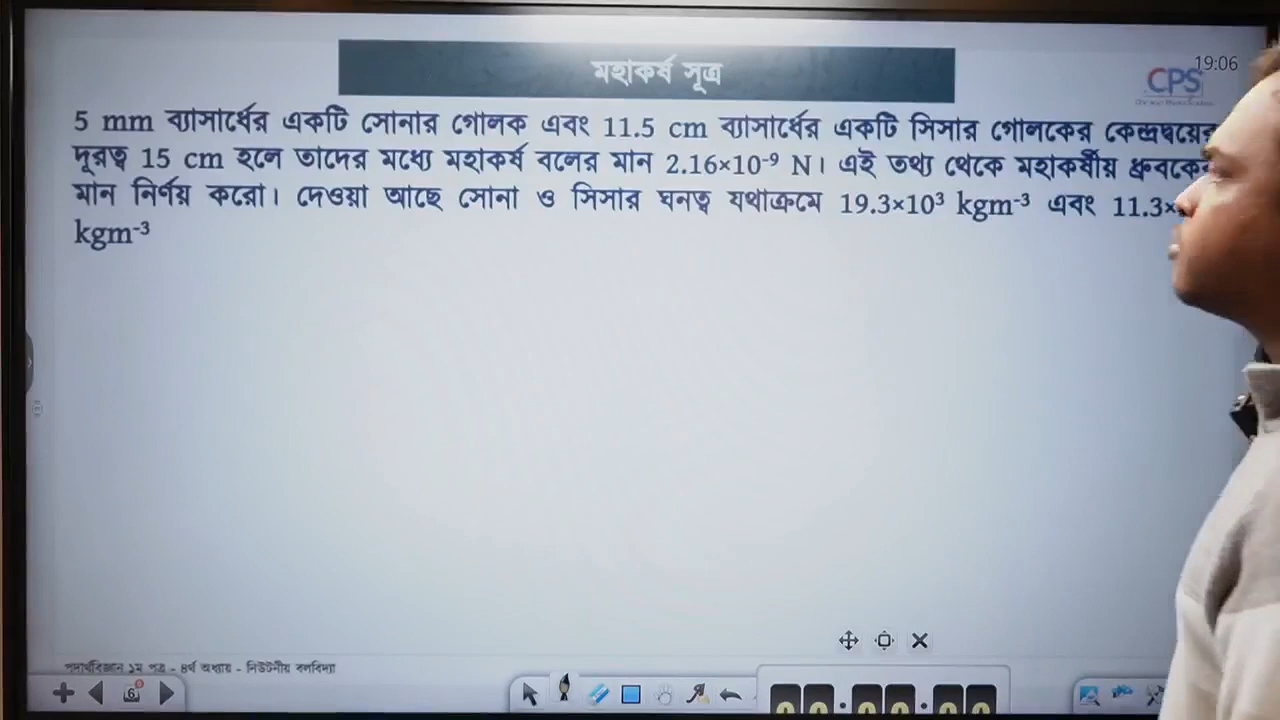 মহাকর্ষ সূত্র
19:06
CPS
5 mm ব্যাসার্ধের একটি সোনার গোলক এবং 11.5 cm ব্যাসার্ধের একটি সিসার গোলকের কেন্দ্রদ্বয়ের
দূরত্ব 15 cm হলে তাদের মধ্যে মহাকর্ষ বলের মান 2.16×10⁻⁹ N। এই তথ্য থেকে মহাকর্ষীয় ধ্রুবকের
মান নির্ণয় করো। দেওয়া আছে সোনা ও সিসার ঘনত্ব যথাক্রমে 19.3×10³ kgm⁻³ এবং 11.3×
kgm⁻³
পদার্থবিজ্ঞান ১ম পত্র - ৪র্থ অধ্যায় - নিউটনীয় বলবিদ্যা
6